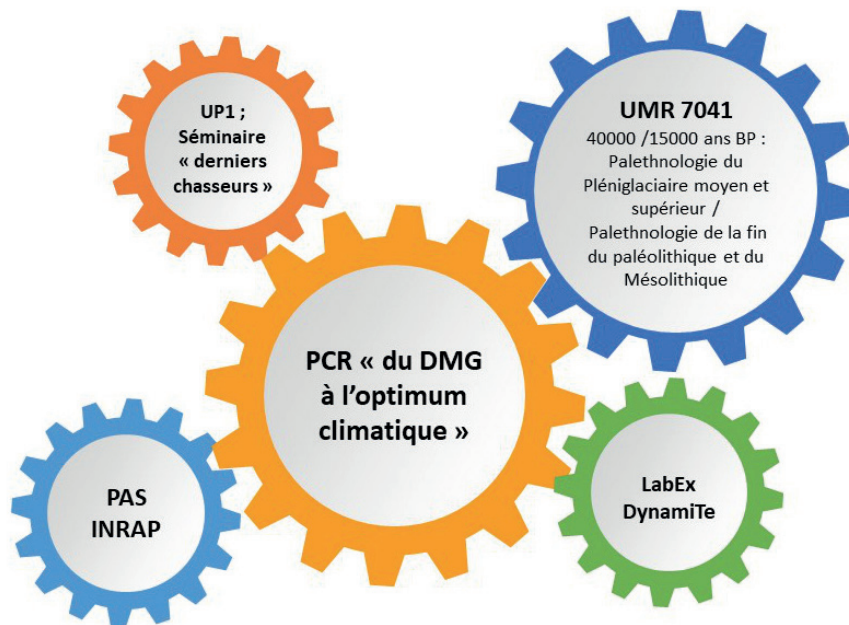 UP1 ;
Séminaire
« derniers
chasseurs »
UMR 7041
40000 /15000 ans BP :
Palethnologie du
Pléniglaciaire moyen et
supérieur /
Palethnologie de la fin
du paléolithique et du
Mésolithique
PCR « du DMG
à l’optimum
climatique »
PAS
INRAP
LabEx
DynamiTe